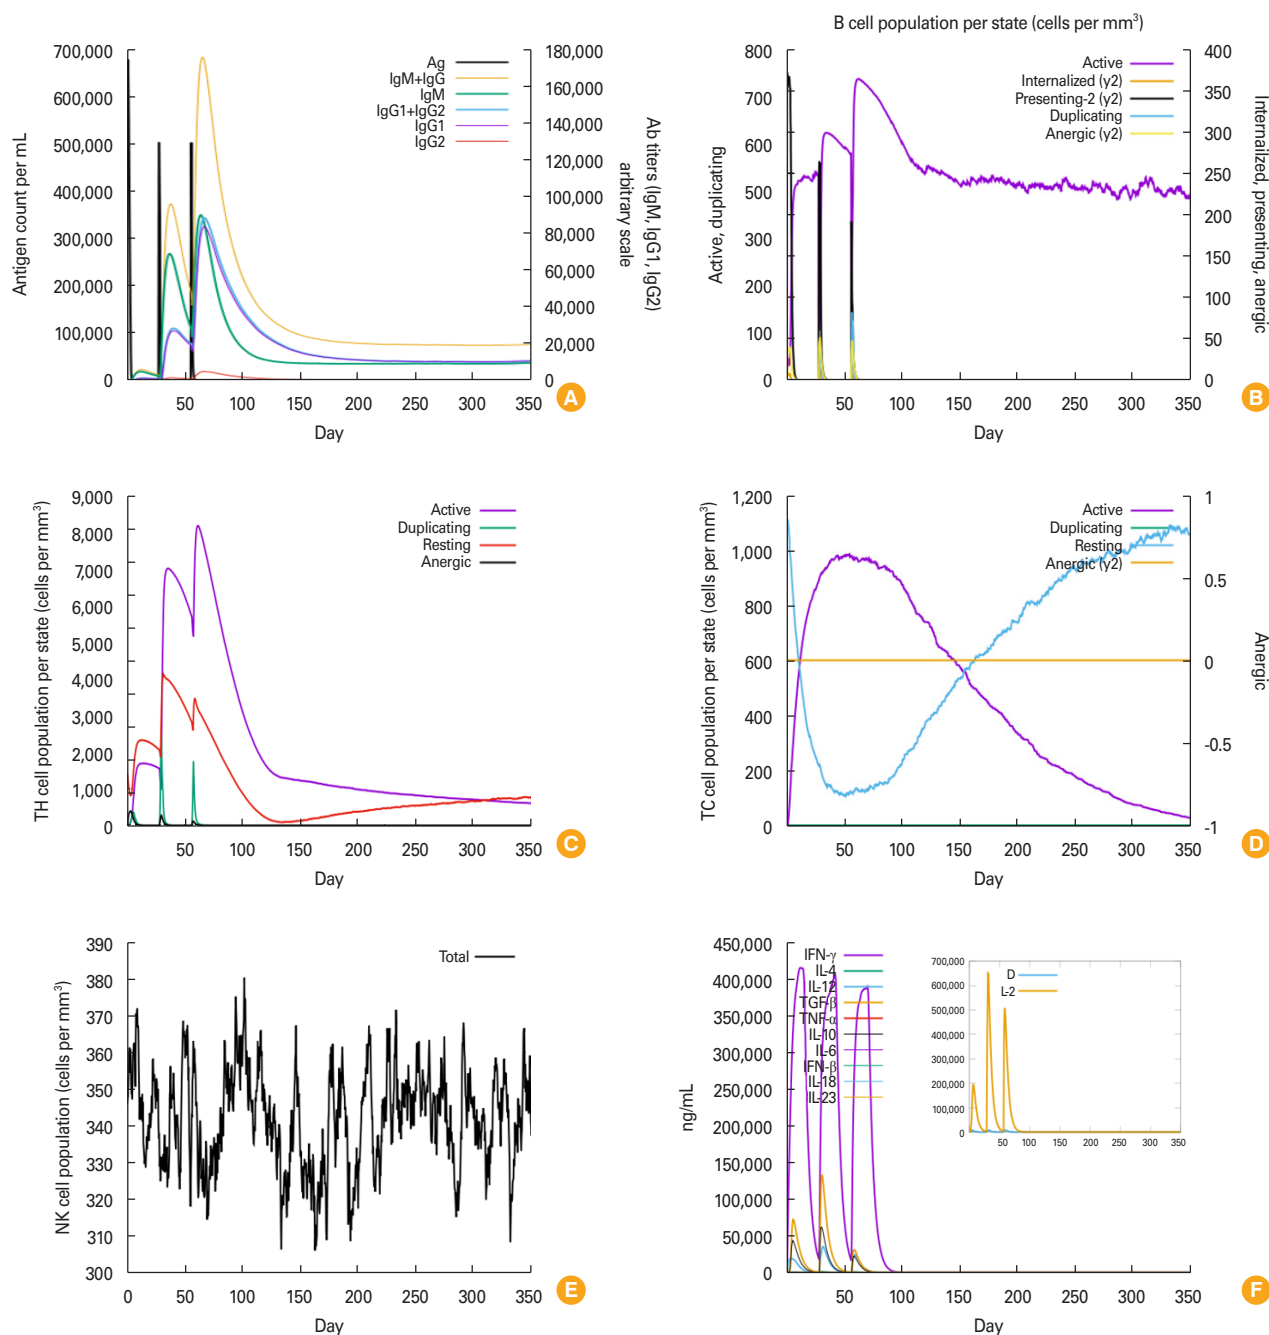 Antigen count per mL
700,000
600,000
500,000
400,000
300,000
200,000
100,000
0
Ag
IgM+IgG
IgM
IgG1+IgG2
IgG1
IgG2
180,000
160,000
140,000
120,000
100,000
80,000
60,000
40,000
20,000
0
Ab titers (IgM, IgG1, IgG2)
arbitrary scale
50 100 150 200 250 300 350
Day
A
B cell population per state (cells per mm³)
Active, duplicating
800
700
600
500
400
300
200
100
0
Active
Internalized (y2)
Presenting-2 (y2)
Duplicating
Anergic (y2)
400
350
300
250
200
150
100
50
0
Internalized, presenting, anergic
50 100 150 200 250 300 350
Day
B
TH cell population per state (cells per mm³)
9,000
8,000
7,000
6,000
5,000
4,000
3,000
2,000
1,000
0
Active
Duplicating
Resting
Anergic
50 100 150 200 250 300 350
Day
C
TC cell population per state (cells per mm³)
1,200
1,000
800
600
400
200
0
Active
Duplicating
Resting
Anergic (y2)
1
0.5
0
-0.5
-1
Anergic
50 100 150 200 250 300 350
Day
D
NK cell population (cells per mm³)
390
380
370
360
350
340
330
320
310
300
Total
0 50 100 150 200 250 300 350
Day
E
ng/mL
450,000
400,000
350,000
300,000
250,000
200,000
150,000
100,000
50,000
0
IFN-γ
IL-4
IL-12
TGF-β
TNF-α
IL-10
IL-6
IFN-β
IL-18
IL-23
700,000
600,000
500,000
400,000
300,000
200,000
100,000
0
D
L-2
50 100 150 200 250 300 350
50 100 150 200 250 300 350
Day
F